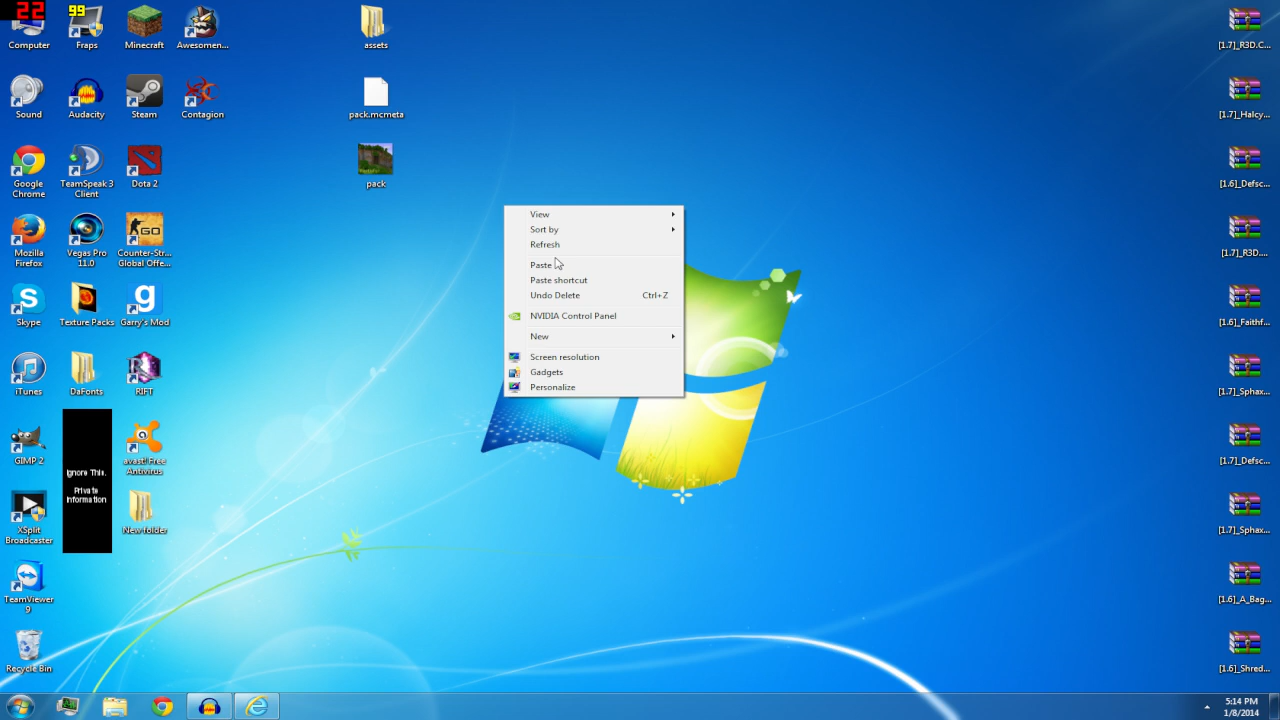 22
99
Computer
Fraps
Minecraft
Awesomen...
assets
[1.7]_R3D.C...
Sound
Audacity
Steam
Contagion
pack.mcmeta
[1.7]_Halcy...
Google
Chrome
TeamSpeak 3
Client
Dota 2
pack
[1.6]_Defsc...
Mozilla
Firefox
Vegas Pro
11.0
GO
Counter-Str...
Global Offe...
[1.7]_R3D....
View
Sort by
Refresh
Paste
Paste shortcut
Undo Delete Ctrl+Z
NVIDIA Control Panel
New
Screen resolution
Gadgets
Personalize
Skype
Texture Packs
Garry's Mod
[1.6]_Faithf...
iTunes
DaFonts
RIFT
[1.7]_Sphax...
GIMP 2
Ignore This.
Private
Information
avast! Free
Antivirus
[1.7]_Defsc...
XSplit
Broadcaster
New folder
[1.7]_Sphax...
TeamViewer
9
[1.6]_A_Bag...
Recycle Bin
[1.6]_Shred...
5:14 PM
1/8/2014